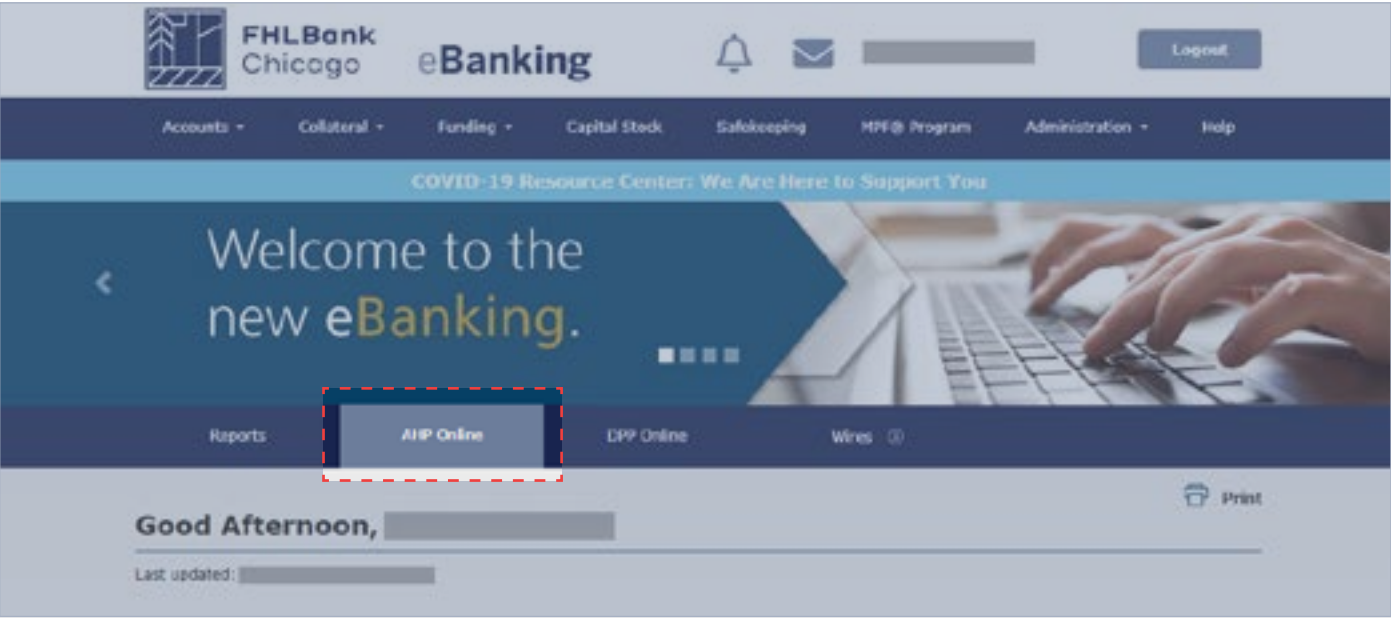 FHLBank
Chicago
eBanking
Logout
Accounts
Collateral
Funding
Capital Stock
Safekeeping
MPF® Program
Administration
Help
COVID-19 Resource Center: We Are Here to Support You
Welcome to the
new eBanking.
Reports
AHP Online
DPP Online
Wires
Print
Good Afternoon,
Last updated: